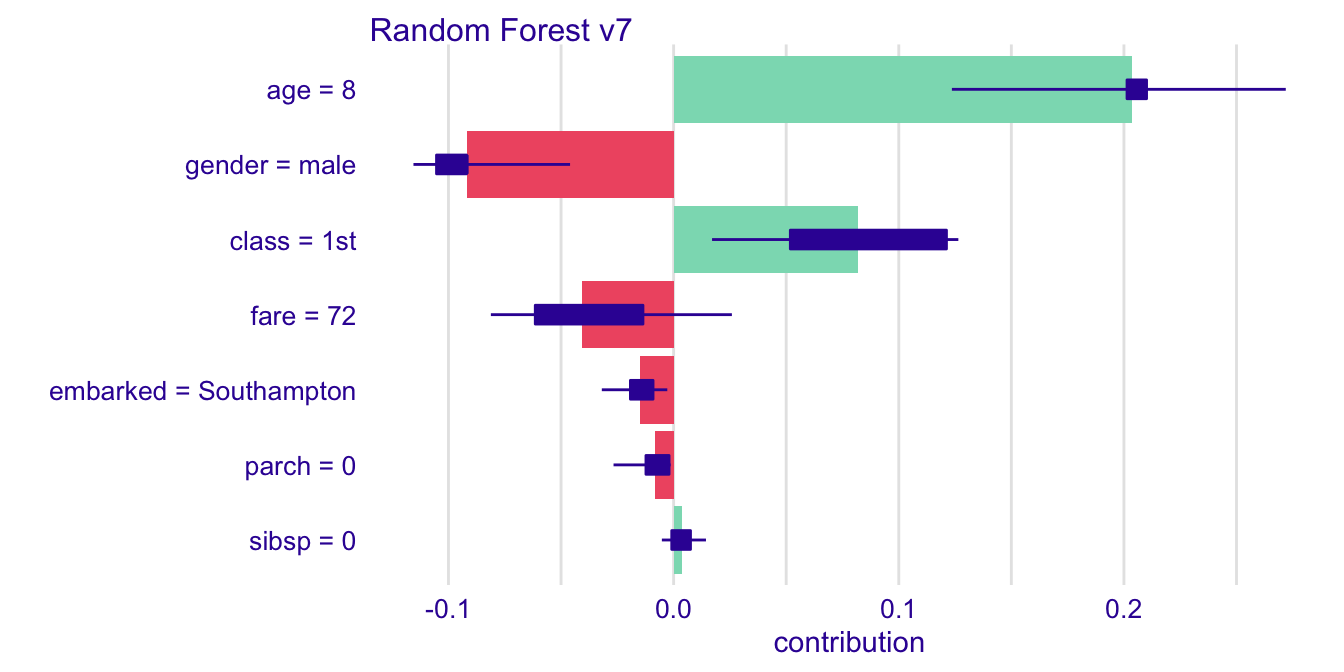 Random Forest v7
age = 8
gender = male
class = 1st
fare = 72
embarked = Southampton
parch = 0
sibsp = 0
-0.1 0.0 0.1 0.2
contribution